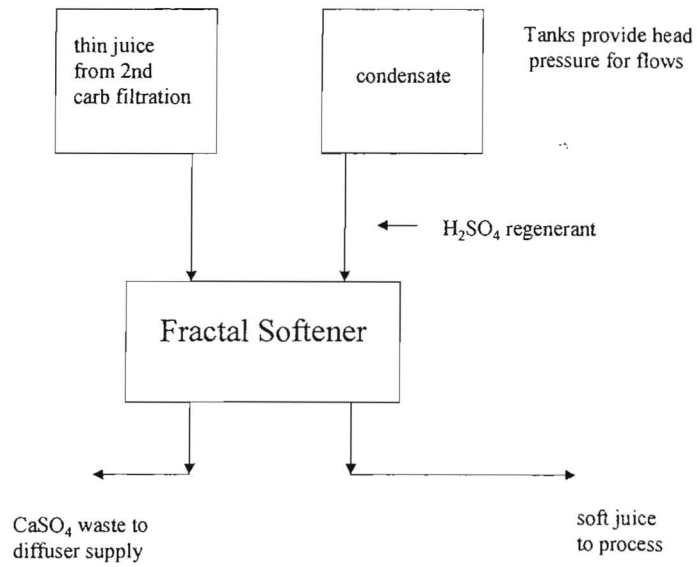 thin juice
from 2nd
carb filtration
condensate
Tanks provide head
pressure for flows
H₂SO₄ regenerant
Fractal Softener
CaSO₄ waste to
diffuser supply
soft juice
to process